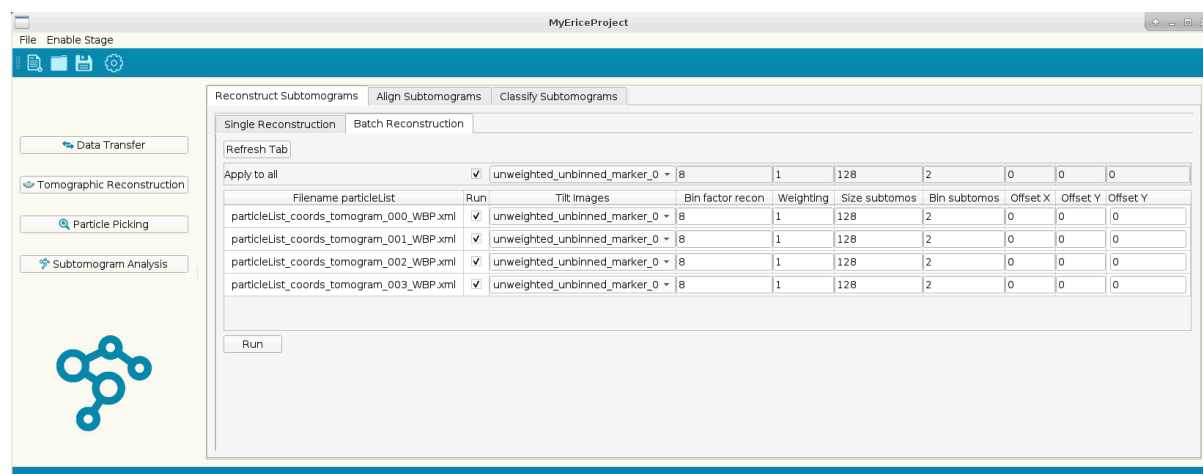 MyEriceProject
File Enable Stage
Reconstruct Subtomograms Align Subtomograms Classify Subtomograms
Single Reconstruction Batch Reconstruction
Data Transfer
Refresh Tab
Apply to all unweighted_unbinned_marker_0 8 1 128 2 0 0 0
Tomographic Reconstruction
Filename particleList Run Tilt Images Bin factor recon Weighting Size subtomos Bin subtomos Offset X Offset Y Offset Y
particleList_coords_tomogram_000_WBP.xml unweighted_unbinned_marker_0 8 1 128 2 0 0 0
Particle Picking
particleList_coords_tomogram_001_WBP.xml unweighted_unbinned_marker_0 8 1 128 2 0 0 0
particleList_coords_tomogram_002_WBP.xml unweighted_unbinned_marker_0 8 1 128 2 0 0 0
Subtomogram Analysis
particleList_coords_tomogram_003_WBP.xml unweighted_unbinned_marker_0 8 1 128 2 0 0 0
Run